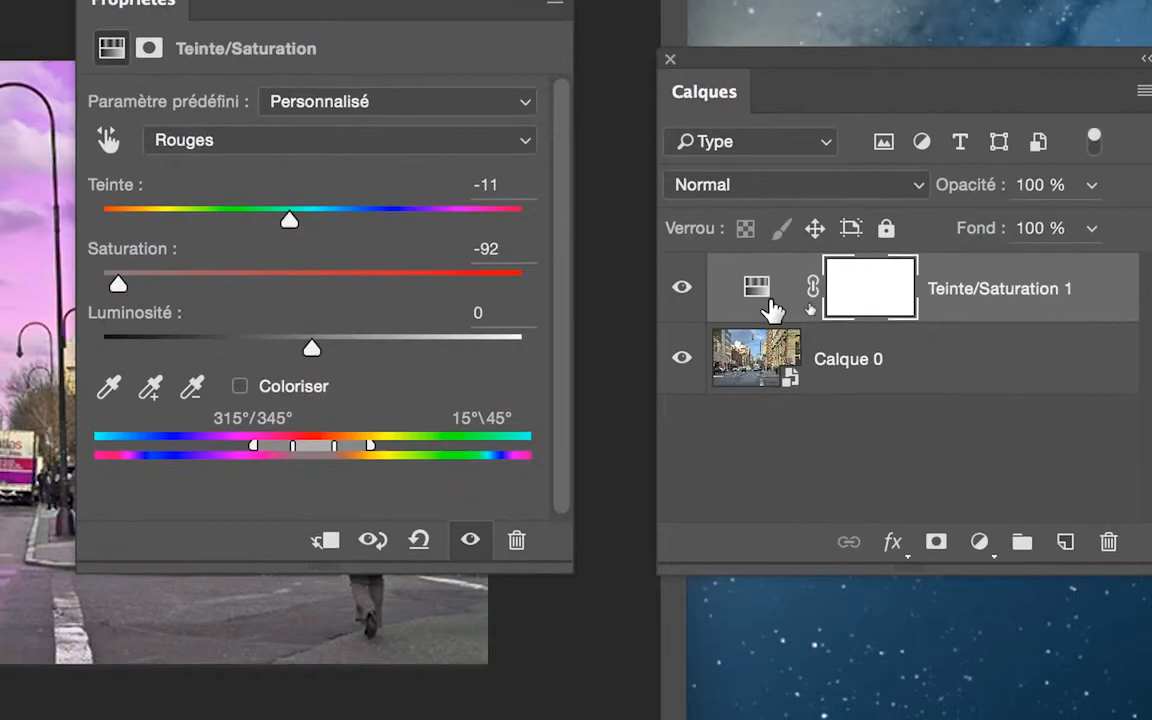 Propriétés
Teinte/Saturation
Paramètre prédéfini : Personnalisé
Rouges
Teinte : -11
Saturation : -92
Luminosité : 0
Coloriser
315°/345° 15°\45°
Calques
Type
Normal Opacité : 100 %
Verrou : Fond : 100 %
Teinte/Saturation 1
Calque 0
fx